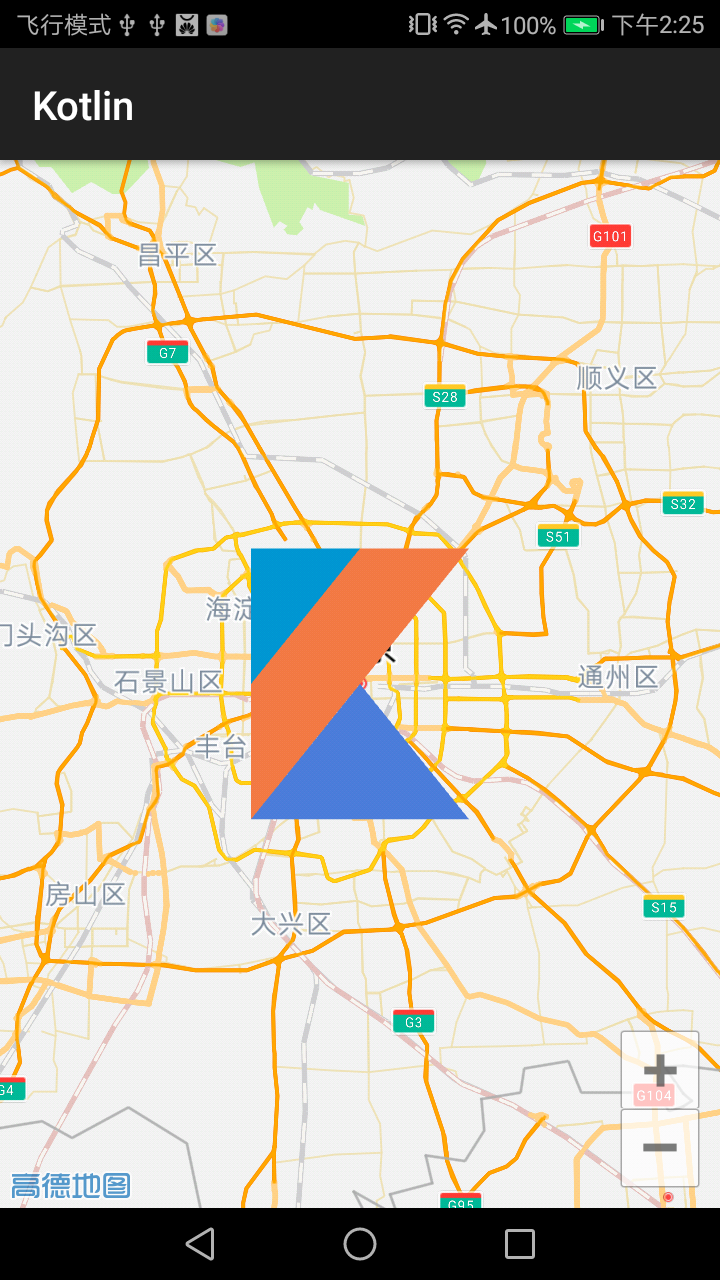 飞行模式 100% 下午2:25
Kotlin
G101
昌平区
G7
顺义区
S28
S32
S51
海淀
门头沟区
石景山区
通州区
丰台
房山区
S15
大兴区
G3
G4
G104
高德地图
G95